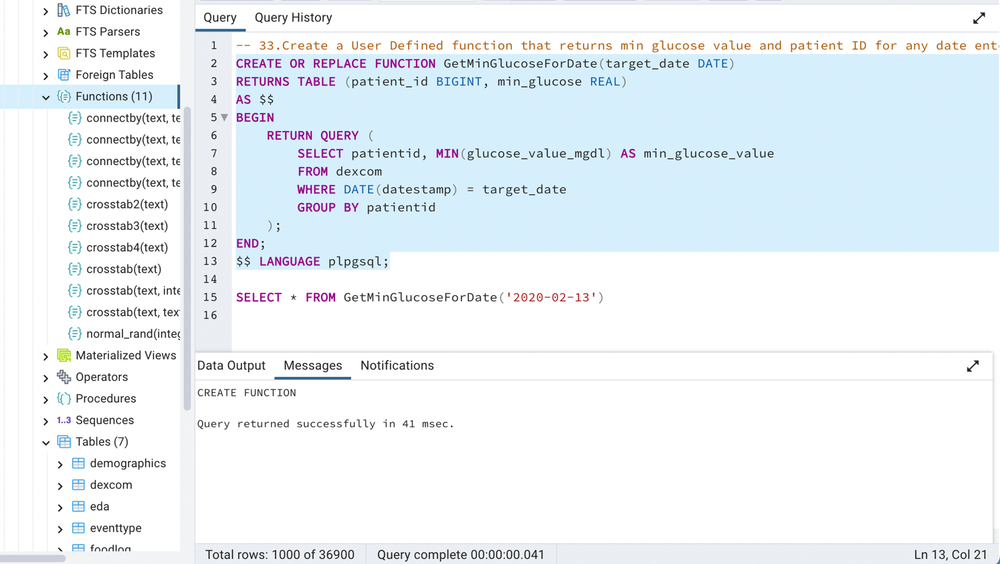 FTS Dictionaries
Aa FTS Parsers
FTS Templates
Foreign Tables
Functions (11)
connectby(text, te
connectby(text, te
connectby(text, te
connectby(text, te
crosstab2(text)
crosstab3(text)
crosstab4(text)
crosstab(text)
crosstab(text, inte
crosstab(text, tex
normal_rand(integ
Materialized Views
Operators
Procedures
1..3 Sequences
Tables (7)
demographics
dexcom
eda
eventtype
foodlog
Query Query History
1 -- 33.Create a User Defined function that returns min glucose value and patient ID for any date ent
2 CREATE OR REPLACE FUNCTION GetMinGlucoseForDate(target_date DATE)
3 RETURNS TABLE (patient_id BIGINT, min_glucose REAL)
4 AS $$
5 BEGIN
6 RETURN QUERY (
7 SELECT patientid, MIN(glucose_value_mgdl) AS min_glucose_value
8 FROM dexcom
9 WHERE DATE(datestamp) = target_date
10 GROUP BY patientid
11 );
12 END;
13 $$ LANGUAGE plpgsql;
14
15 SELECT * FROM GetMinGlucoseForDate('2020-02-13')
16
Data Output Messages Notifications
CREATE FUNCTION
Query returned successfully in 41 msec.
Total rows: 1000 of 36900 Query complete 00:00:00.041 Ln 13, Col 21